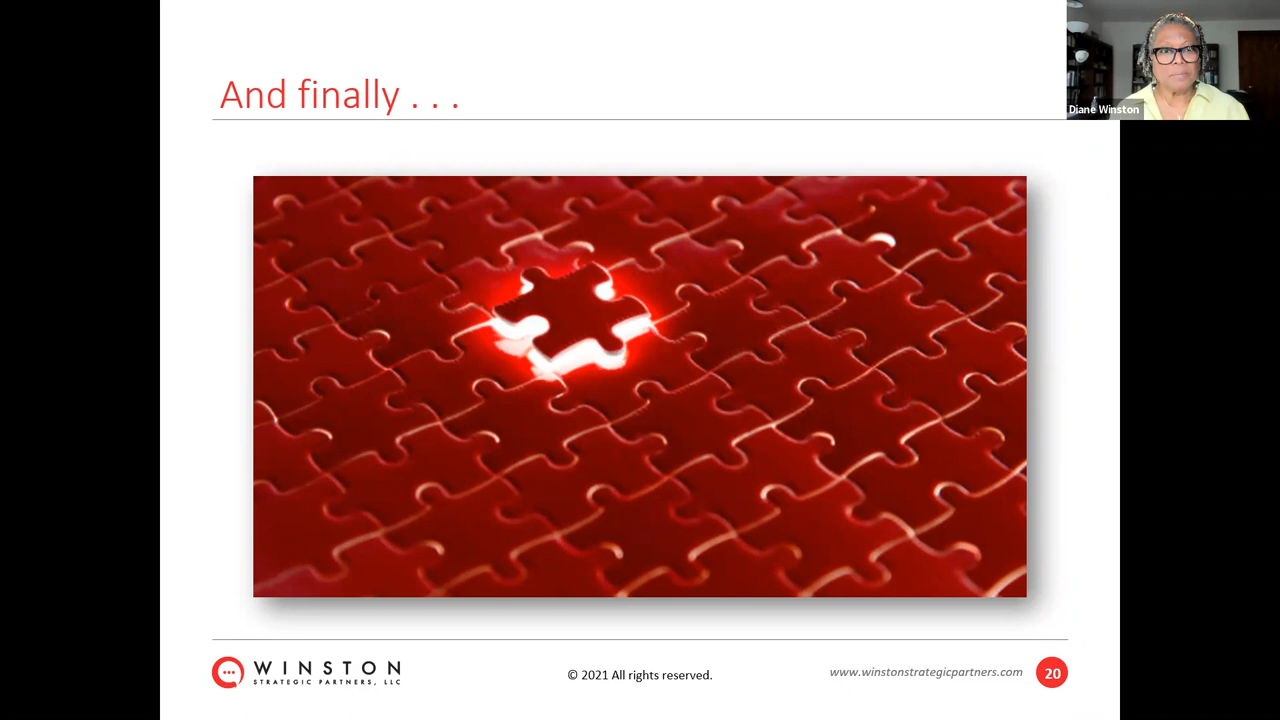 And finally . . .
Diane Winston
WINSTON
STRATEGIC PARTNERS, LLC
© 2021 All rights reserved.
www.winstonstrategicpartners.com
20